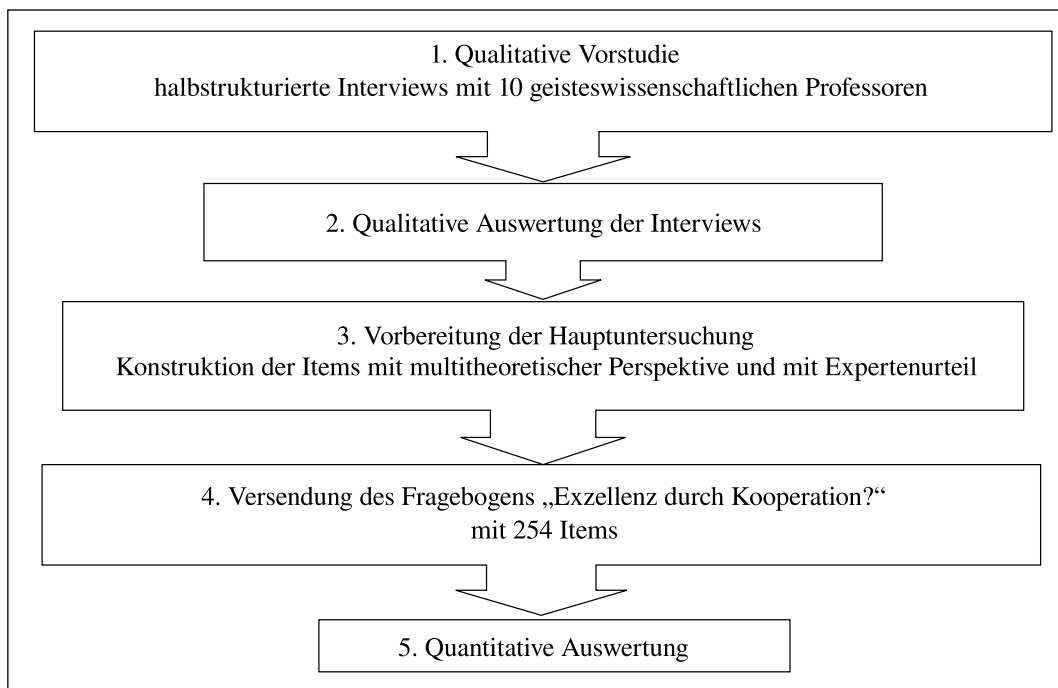 1. Qualitative Vorstudie
halbstrukturierte Interviews mit 10 geisteswissenschaftlichen Professoren
2. Qualitative Auswertung der Interviews
3. Vorbereitung der Hauptuntersuchung
Konstruktion der Items mit multitheoretischer Perspektive und mit Expertenurteil
4. Versendung des Fragebogens „Exzellenz durch Kooperation?“
mit 254 Items
5. Quantitative Auswertung